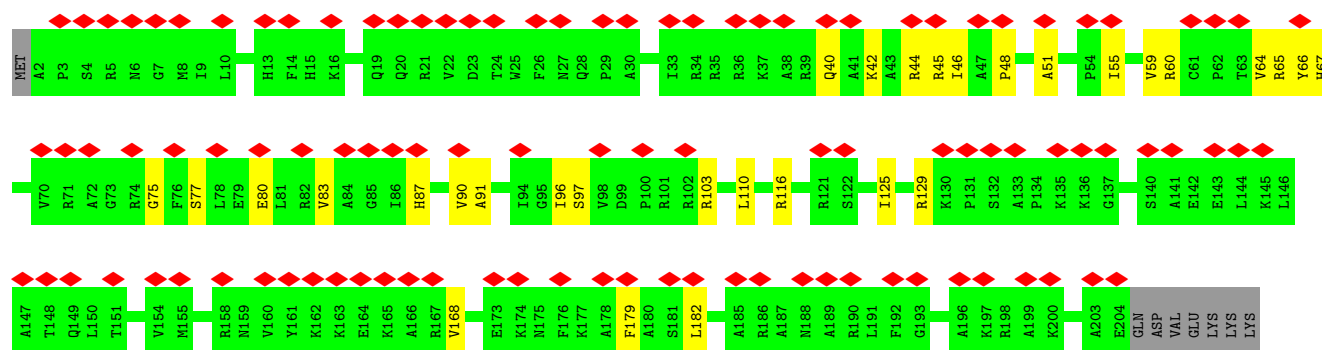 MET A2 P3 S4 R5 N6 G7 M8 I9 L10 H13 F14 H15 K16 Q19 Q20 R21 V22 D23 T24 W25 F26 N27 Q28 P29 A30 I33 R34 R35 R36 K37 A38 R39 Q40 A41 K42 A43 R44 R45 I46 A47 P48 A51 P54 I55 V59 R60 C61 P62 T63 V64 R65 Y66 H67
V70 R71 A72 G73 R74 G75 F76 S77 L78 E79 E80 L81 R82 V83 A84 G85 I86 H87 V90 A91 I94 G95 I96 S97 V98 D99 P100 R101 R102 R103 L110 R116 R121 S122 I125 R129 K130 P131 S132 A133 P134 K135 K136 G137 S140 A141 E142 E143 L144 K145 L146
A147 T148 Q149 L150 T151 V154 M155 R158 N159 V160 Y161 K162 K163 E164 K165 A166 R167 V168 E173 K174 N175 F176 K177 A178 F179 A180 S181 L182 A185 R186 A187 N188 A189 R190 L191 F192 G193 A196 K197 R198 A199 K200 A203 E204 GLN ASP VAL GLU LYS LYS LYS